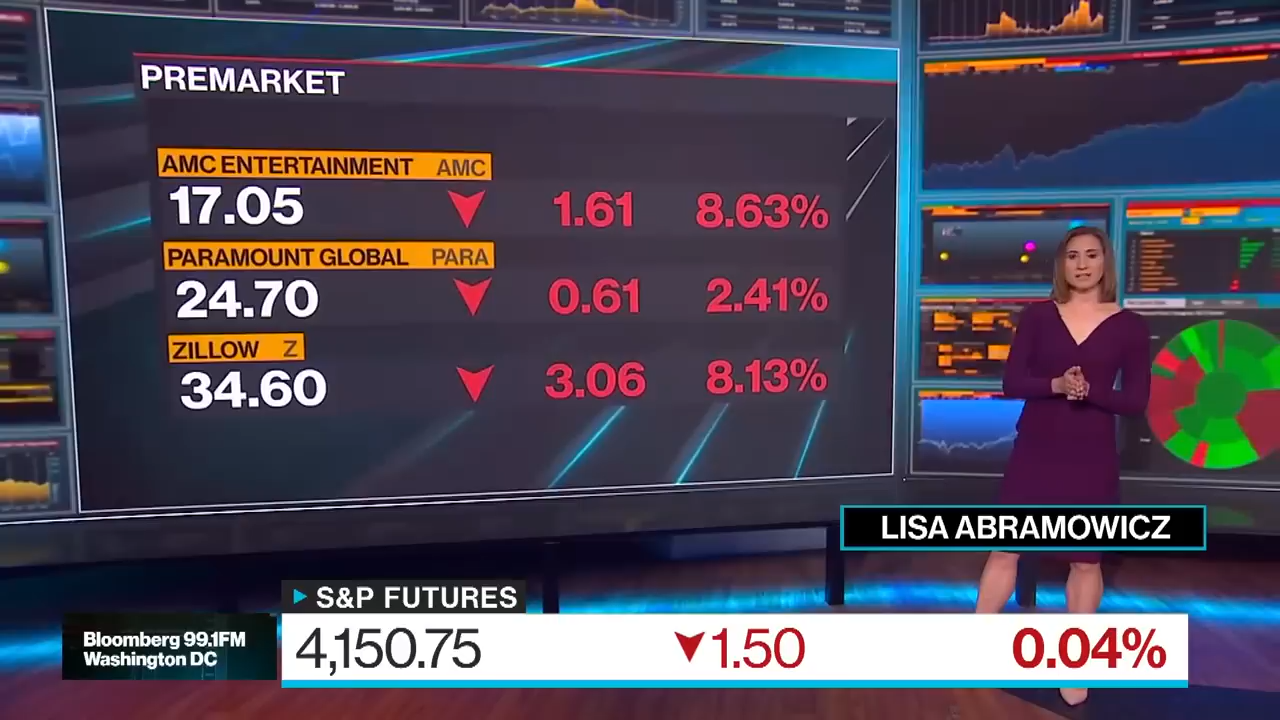 PREMARKET
AMC ENTERTAINMENT AMC
17.05 1.61 8.63%
PARAMOUNT GLOBAL PARA
24.70 0.61 2.41%
ZILLOW Z
34.60 3.06 8.13%
LISA ABRAMOWICZ
S&P FUTURES
Bloomberg 99.1FM
Washington DC
4,150.75 1.50 0.04%